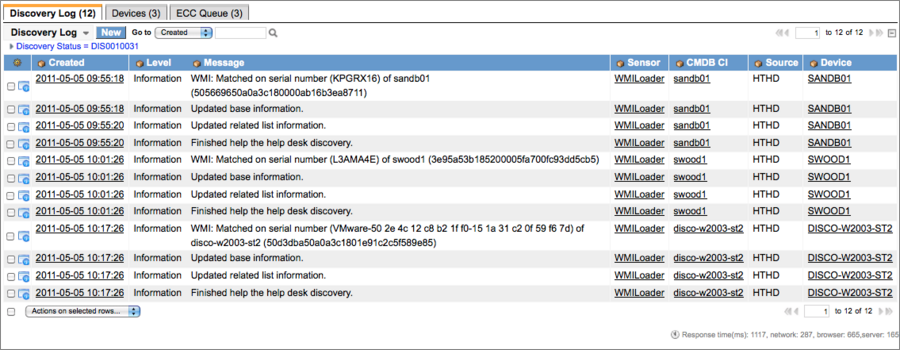 Discovery Log (12) Devices (3) ECC Queue (3)
Discovery Log New Go to Created 1 to 12 of 12
Discovery Status = DIS0010031
Created Level Message Sensor CMDB CI Source Device
2011-05-05 09:55:18 Information WMI: Matched on serial number (KPGRX16) of sandb01 WMILoader sandb01 HTHD SANDB01
(505669650a0a3c180000ab16b3ea8711)
2011-05-05 09:55:18 Information Updated base information. WMILoader sandb01 HTHD SANDB01
2011-05-05 09:55:20 Information Updated related list information. WMILoader sandb01 HTHD SANDB01
2011-05-05 09:55:20 Information Finished help the help desk discovery. WMILoader sandb01 HTHD SANDB01
2011-05-05 10:01:26 Information WMI: Matched on serial number (L3AMA4E) of swood1 (3e95a53b185200005fa700fc93dd5cb5) WMILoader swood1 HTHD SWOOD1
2011-05-05 10:01:26 Information Updated base information. WMILoader swood1 HTHD SWOOD1
2011-05-05 10:01:26 Information Updated related list information. WMILoader swood1 HTHD SWOOD1
2011-05-05 10:01:26 Information Finished help the help desk discovery. WMILoader swood1 HTHD SWOOD1
2011-05-05 10:17:26 Information WMI: Matched on serial number (VMware-50 2e 4c 12 c8 b2 1f f0-15 1a 31 c2 0f 59 f6 7d) of WMILoader disco-w2003-st2 HTHD DISCO-W2003-ST2
disco-w2003-st2 (50d3dba50a0a3c1801e91c2c5f589e85)
2011-05-05 10:17:26 Information Updated base information. WMILoader disco-w2003-st2 HTHD DISCO-W2003-ST2
2011-05-05 10:17:26 Information Updated related list information. WMILoader disco-w2003-st2 HTHD DISCO-W2003-ST2
2011-05-05 10:17:26 Information Finished help the help desk discovery. WMILoader disco-w2003-st2 HTHD DISCO-W2003-ST2
Actions on selected rows... 1 to 12 of 12
Response time(ms): 1117, network: 287, browser: 665,server: 165